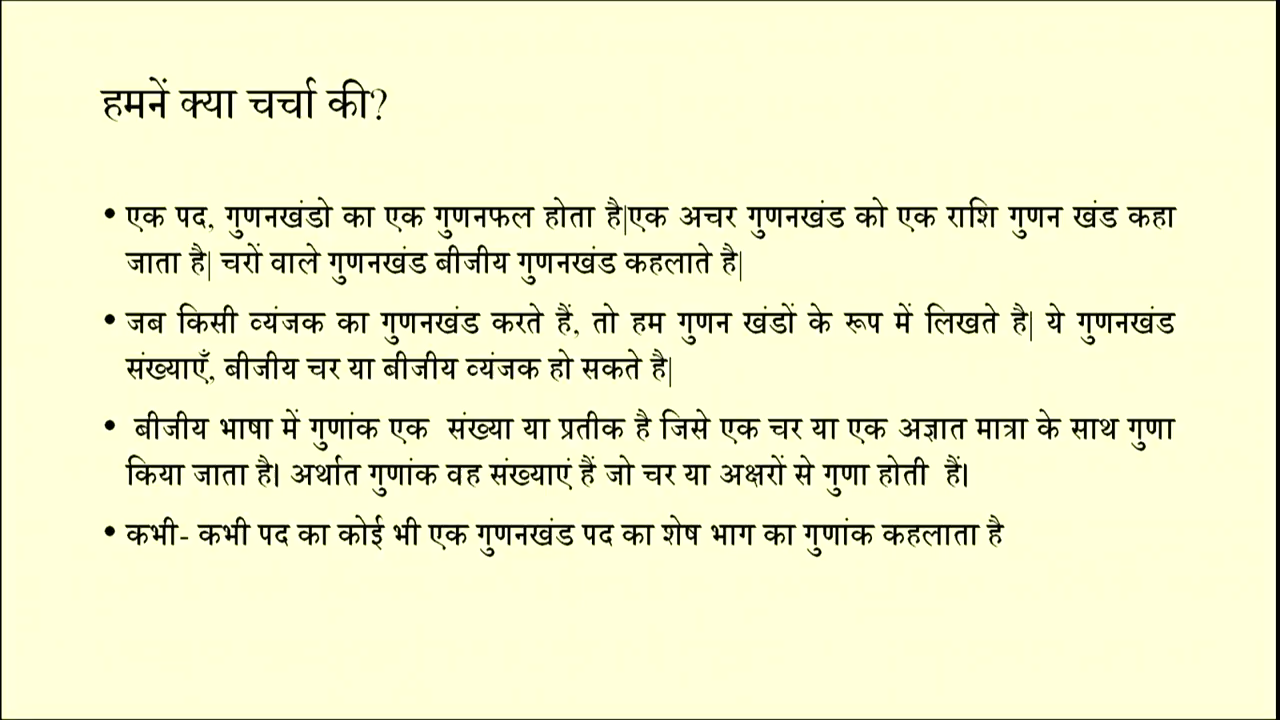 हमनें क्या चर्चा की?
• एक पद, गुणनखंडो का एक गुणनफल होता है|एक अचर गुणनखंड को एक राशि गुणन खंड कहा
जाता है| चरों वाले गुणनखंड बीजीय गुणनखंड कहलाते है|
• जब किसी व्यंजक का गुणनखंड करते हैं, तो हम गुणन खंडों के रूप में लिखते है| ये गुणनखंड
संख्याएँ, बीजीय चर या बीजीय व्यंजक हो सकते है|
• बीजीय भाषा में गुणांक एक संख्या या प्रतीक है जिसे एक चर या एक अज्ञात मात्रा के साथ गुणा
किया जाता है। अर्थात गुणांक वह संख्याएं हैं जो चर या अक्षरों से गुणा होती हैं।
• कभी- कभी पद का कोई भी एक गुणनखंड पद का शेष भाग का गुणांक कहलाता है